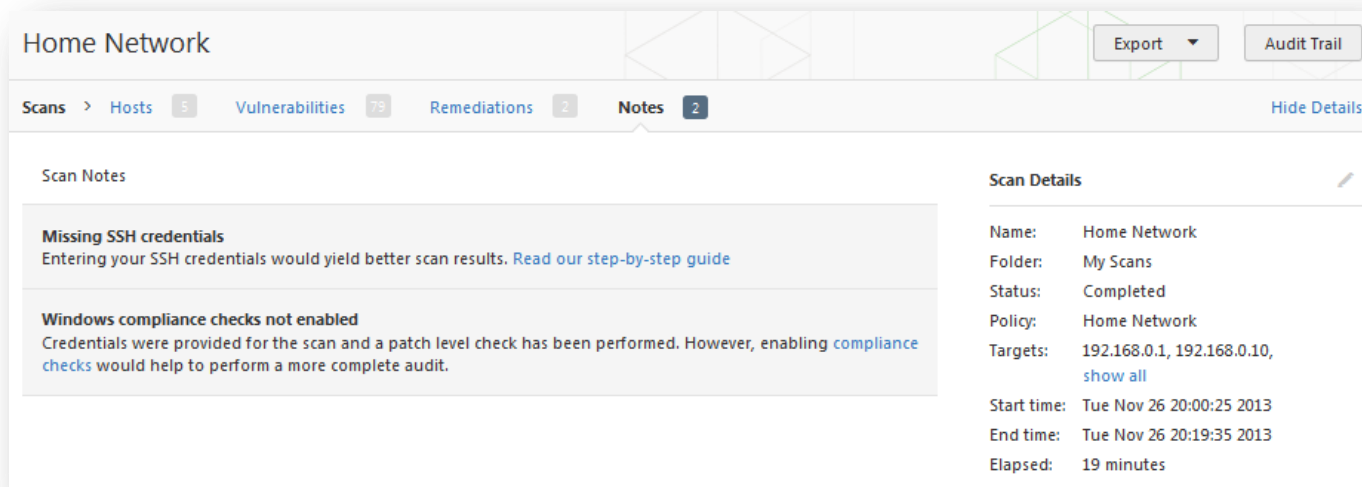 Home Network
Export
Audit Trail
Scans > Hosts 5 Vulnerabilities 79 Remediations 2 Notes 2
Hide Details
Scan Notes
Missing SSH credentials
Entering your SSH credentials would yield better scan results. Read our step-by-step guide
Windows compliance checks not enabled
Credentials were provided for the scan and a patch level check has been performed. However, enabling compliance
checks would help to perform a more complete audit.
Scan Details
Name: Home Network
Folder: My Scans
Status: Completed
Policy: Home Network
Targets: 192.168.0.1, 192.168.0.10,
show all
Start time: Tue Nov 26 20:00:25 2013
End time: Tue Nov 26 20:19:35 2013
Elapsed: 19 minutes